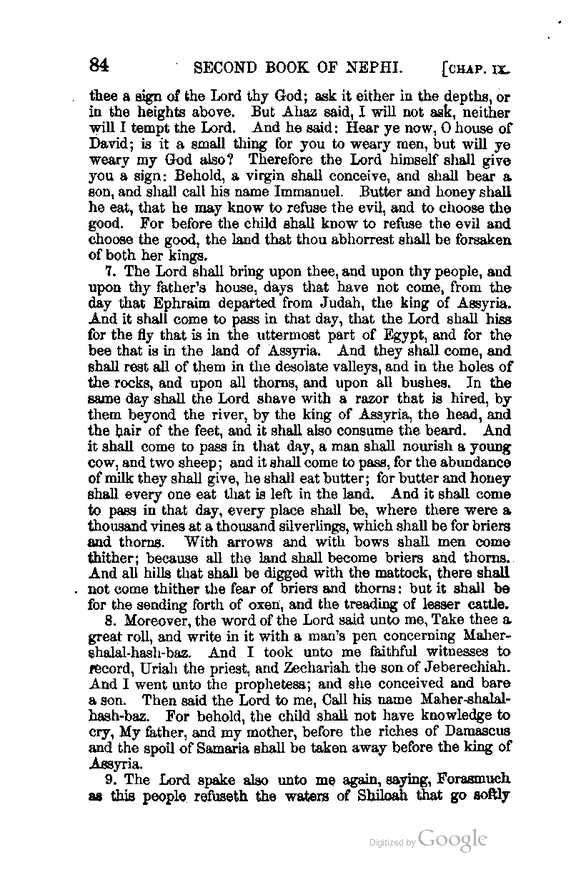 84 SECOND BOOK OF NEPHI. [CHAP. IX.
thee a sign of the Lord thy God; ask it either in the depths, or
in the heights above. But Ahaz said, I will not ask, neither
will I tempt the Lord. And he said: Hear ye now, O house of
David; is it a small thing for you to weary men, but will ye
weary my God also? Therefore the Lord himself shall give
you a sign: Behold, a virgin shall conceive, and shall bear a
son, and shall call his name Immanuel. Butter and honey shall
he eat, that he may know to refuse the evil, and to choose the
good. For before the child shall know to refuse the evil and
choose the good, the land that thou abhorrest shall be forsaken
of both her kings.
7. The Lord shall bring upon thee, and upon thy people, and
upon thy father's house, days that have not come, from the
day that Ephraim departed from Judah, the king of Assyria.
And it shall come to pass in that day, that the Lord shall hiss
for the fly that is in the uttermost part of Egypt, and for the
bee that is in the land of Assyria. And they shall come, and
shall rest all of them in the desolate valleys, and in the holes of
the rocks, and upon all thorns, and upon all bushes. In the
same day shall the Lord shave with a razor that is hired, by
them beyond the river, by the king of Assyria, the head, and
the hair of the feet, and it shall also consume the beard. And
it shall come to pass in that day, a man shall nourish a young
cow, and two sheep; and it shall come to pass, for the abundance
of milk they shall give, he shall eat butter; for butter and honey
shall every one eat that is left in the land. And it shall come
to pass in that day, every place shall be, where there were a
thousand vines at a thousand silverlings, which shall be for briers
and thorns. With arrows and with bows shall men come
thither; because all the land shall become briers and thorns.
And all hills that shall be digged with the mattock, there shall
not come thither the fear of briers and thorns: but it shall be
for the sending forth of oxen, and the treading of lesser cattle.
8. Moreover, the word of the Lord said unto me, Take thee a
great roll, and write in it with a man's pen concerning Maher-
shalal-hash-baz. And I took unto me faithful witnesses to
record, Uriah the priest, and Zechariah the son of Jeberechiah.
And I went unto the prophetess; and she conceived and bare
a son. Then said the Lord to me, Call his name Maher-shalal-
hash-baz. For behold, the child shall not have knowledge to
cry, My father, and my mother, before the riches of Damascus
and the spoil of Samaria shall be taken away before the king of
Assyria.
9. The Lord spake also unto me again, saying, Forasmuch
as this people refuseth the waters of Shiloah that go softly
Digitized by Google